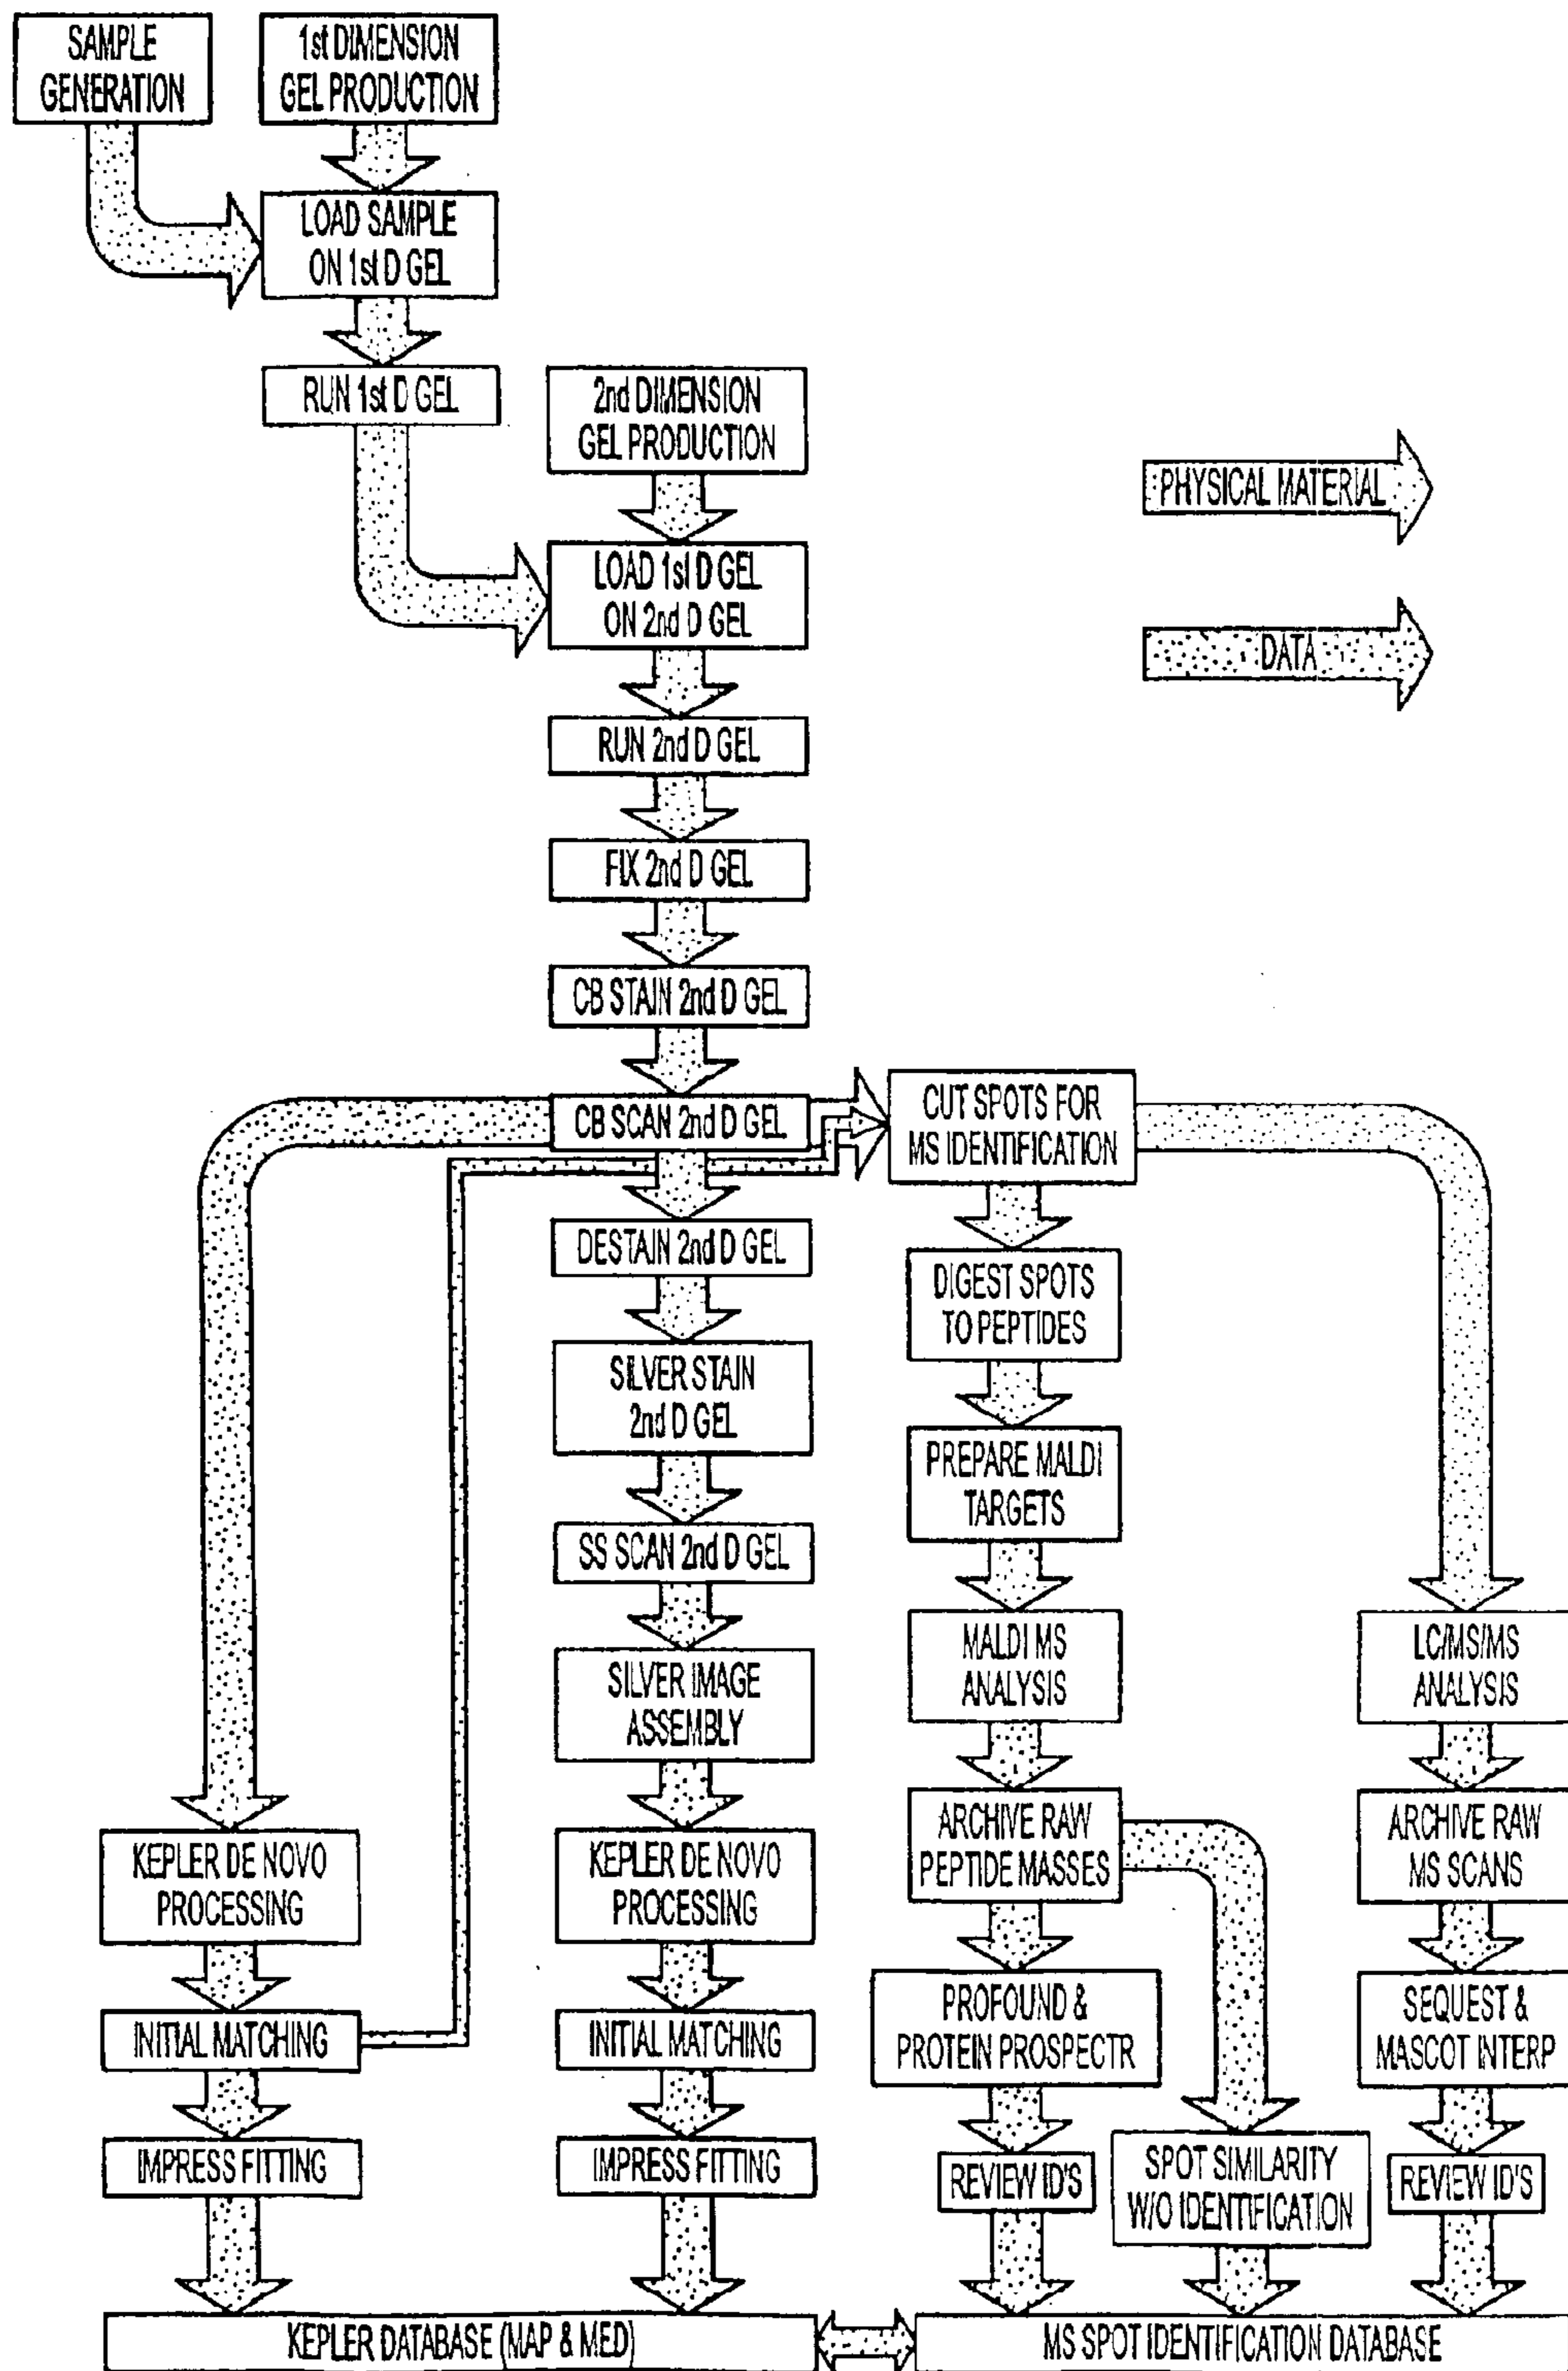 SAMPLE
GENERATION
1st DIMENSION
GEL PRODUCTION
LOAD SAMPLE
ON 1st D GEL
RUN 1st D GEL
2nd DIMENSION
GEL PRODUCTION
PHYSICAL MATERIAL
LOAD 1st D GEL
ON 2nd D GEL
DATA
RUN 2nd D GEL
FIX 2nd D GEL
CB STAIN 2nd D GEL
CB SCAN 2nd D GEL
CUT SPOTS FOR
MS IDENTIFICATION
DESTAIN 2nd D GEL
DIGEST SPOTS
TO PEPTIDES
SILVER STAIN
2nd D GEL
PREPARE MALDI
TARGETS
SS SCAN 2nd D GEL
SILVER IMAGE
ASSEMBLY
MALDI MS
ANALYSIS
LC/MS/MS
ANALYSIS
KEPLER DE NOVO
PROCESSING
KEPLER DE NOVO
PROCESSING
ARCHIVE RAW
PEPTIDE MASSES
ARCHIVE RAW
MS SCANS
INITIAL MATCHING
INITIAL MATCHING
PROFOUND &
PROTEIN PROSPECTR
SEQUEST &
MASCOT INTERP
IMPRESS FITTING
IMPRESS FITTING
REVIEW ID'S
SPOT SIMILARITY
W/O IDENTIFICATION
REVIEW ID'S
KEPLER DATABASE (MAP & MED)
MS SPOT IDENTIFICATION DATABASE